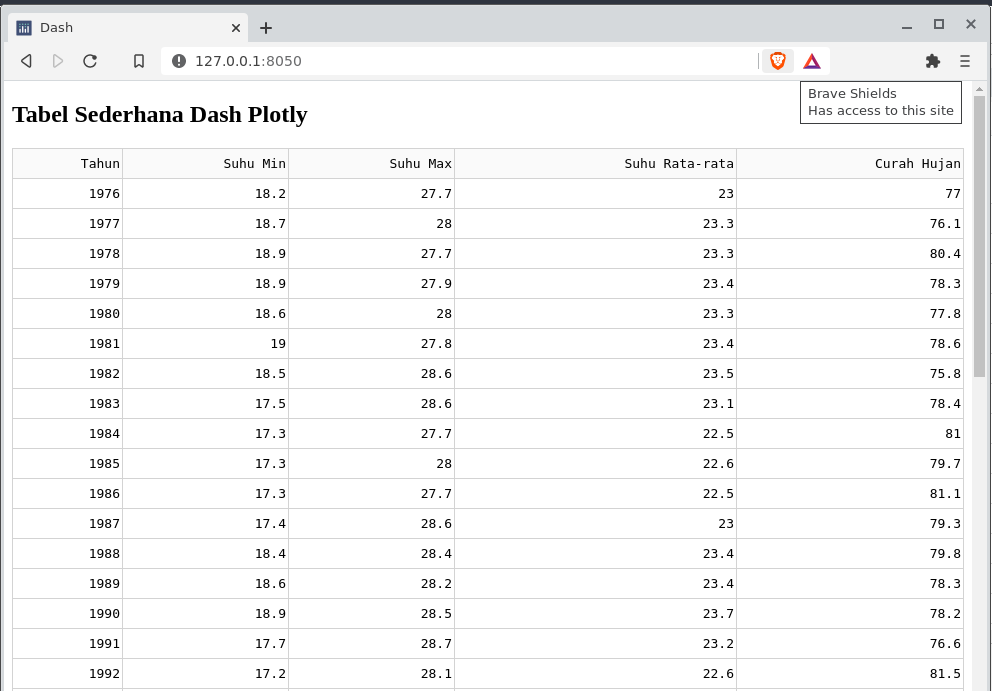 Dash
127.0.0.1:8050
Brave Shields
Has access to this site
Tabel Sederhana Dash Plotly
Tahun Suhu Min Suhu Max Suhu Rata-rata Curah Hujan
1976 18.2 27.7 23 77
1977 18.7 28 23.3 76.1
1978 18.9 27.7 23.3 80.4
1979 18.9 27.9 23.4 78.3
1980 18.6 28 23.3 77.8
1981 19 27.8 23.4 78.6
1982 18.5 28.6 23.5 75.8
1983 17.5 28.6 23.1 78.4
1984 17.3 27.7 22.5 81
1985 17.3 28 22.6 79.7
1986 17.3 27.7 22.5 81.1
1987 17.4 28.6 23 79.3
1988 18.4 28.4 23.4 79.8
1989 18.6 28.2 23.4 78.3
1990 18.9 28.5 23.7 78.2
1991 17.7 28.7 23.2 76.6
1992 17.2 28.1 22.6 81.5